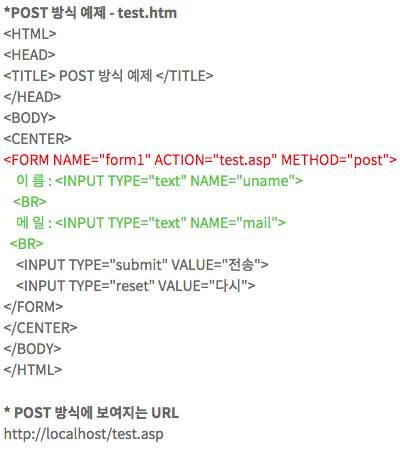 *POST 방식 예제 - test.htm
<HTML>
<HEAD>
<TITLE> POST 방식 예제 </TITLE>
</HEAD>
<BODY>
<CENTER>
<FORM NAME="form1" ACTION="test.asp" METHOD="post">
이 름 : <INPUT TYPE="text" NAME="uname">
<BR>
메 일 : <INPUT TYPE="text" NAME="mail">
<BR>
<INPUT TYPE="submit" VALUE="전송">
<INPUT TYPE="reset" VALUE="다시">
</FORM>
</CENTER>
</BODY>
</HTML>

* POST 방식에 보여지는 URL
http://localhost/test.asp